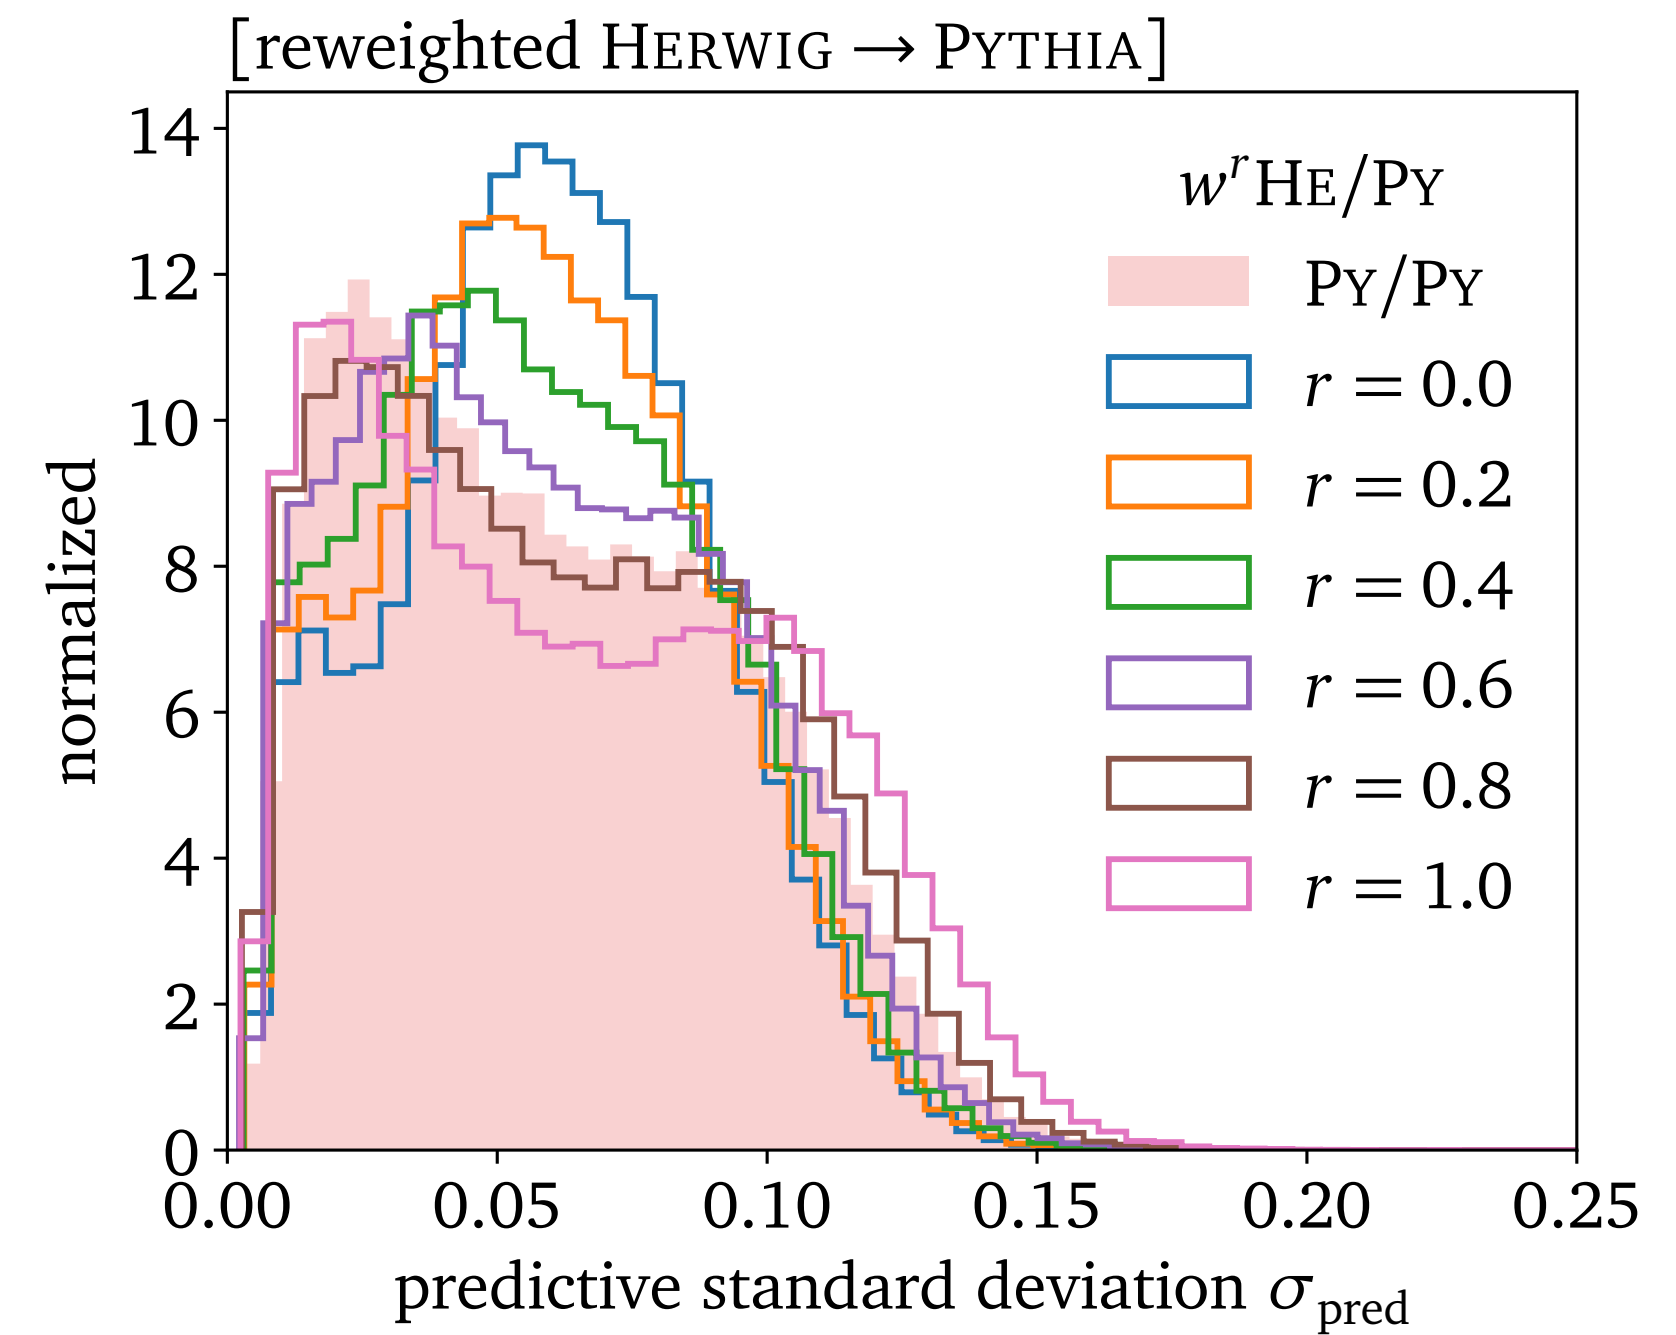 [reweighted HERWIG → PYTHIA]
14
12
10
8
6
4
2
0
normalized
wʳHE/PY
PY/PY
r = 0.0
r = 0.2
r = 0.4
r = 0.6
r = 0.8
r = 1.0
0.00 0.05 0.10 0.15 0.20 0.25
predictive standard deviation σ_pred